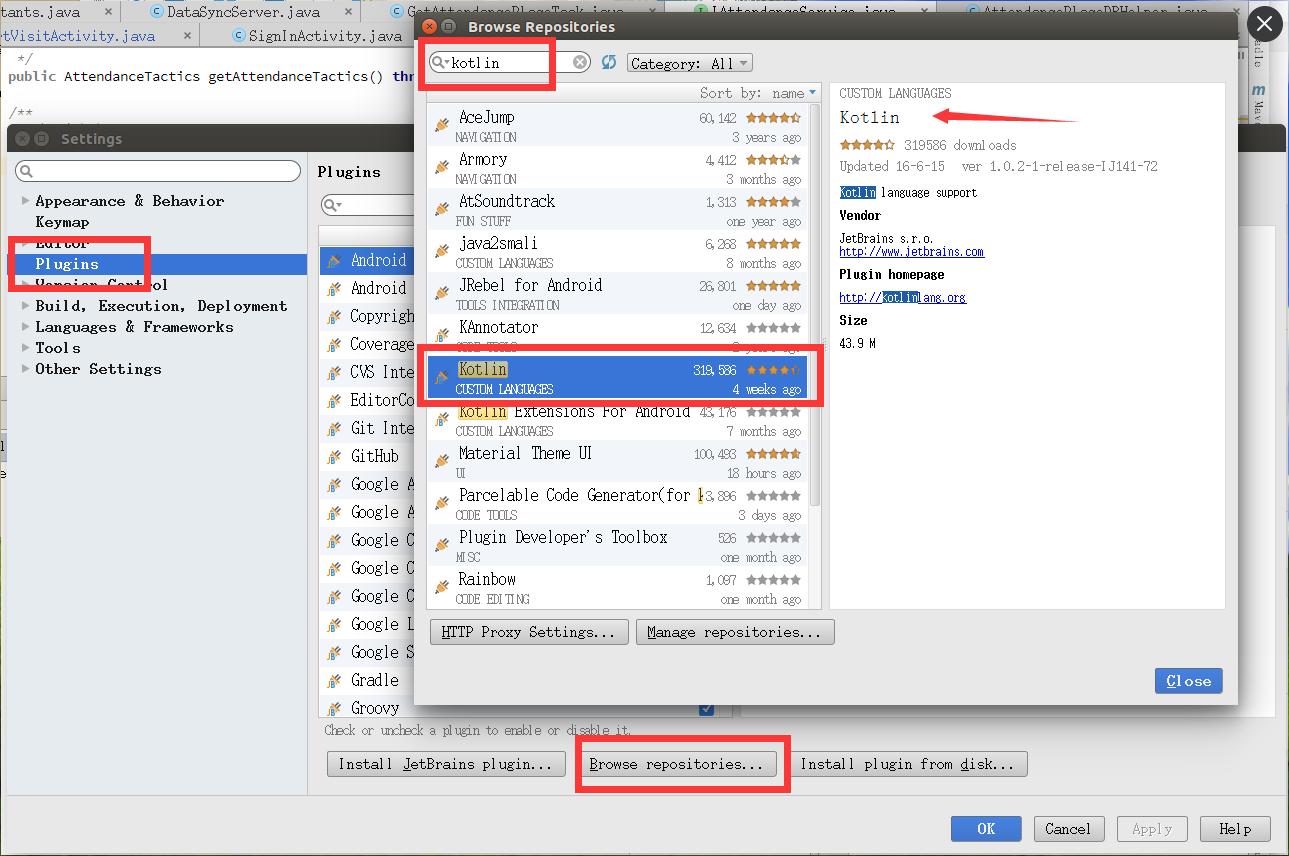 tants.java
DataSyncServer.java
GetAttendancePlaceTask.java
IAttendanceService.java
AttendancePlaceDBHelper.java
rtVisitActivity.java
SignInActivity.java
*/
public AttendanceTactics getAttendanceTactics() thr
/**
Settings
Appearance & Behavior
Keymap
Editor
Plugins
Version Control
Build, Execution, Deployment
Languages & Frameworks
Tools
Other Settings
Plugins
Android
Android
Copyrigh
Coverage
CVS Inte
EditorCo
Git Inte
GitHub
Google A
Google A
Google C
Google C
Google C
Google L
Google S
Gradle
Groovy
Check or uncheck a plugin to enable or disable it.
Install JetBrains plugin...
Browse repositories...
Install plugin from disk...
OK
Cancel
Apply
Help
Browse Repositories
kotlin
Category: All
Sort by: name
AceJump 60,142
NAVIGATION 3 years ago
Armory 4,412
NAVIGATION 3 months ago
AtSoundtrack 1,313
FUN STUFF one year ago
java2smali 6,268
CUSTOM LANGUAGES 8 months ago
JRebel for Android 26,801
TOOLS INTEGRATION one day ago
KAnnotator 12,634
CODE TOOLS 2 years ago
Kotlin 319,586
CUSTOM LANGUAGES 4 weeks ago
Kotlin Extensions For Android 43,176
CUSTOM LANGUAGES 7 months ago
Material Theme UI 100,493
UI 18 hours ago
Parcelable Code Generator(for k 3,896
CODE TOOLS 3 days ago
Plugin Developer's Toolbox 526
MISC one month ago
Rainbow 1,097
CODE EDITING one month ago
HTTP Proxy Settings...
Manage repositories...
CUSTOM LANGUAGES
Kotlin
319586 downloads
Updated 16-6-15 ver 1.0.2-1-release-IJ141-72
Kotlin language support
Vendor
JetBrains s.r.o.
http://www.jetbrains.com
Plugin homepage
http://kotlinlang.org
Size
43.9 M
Close